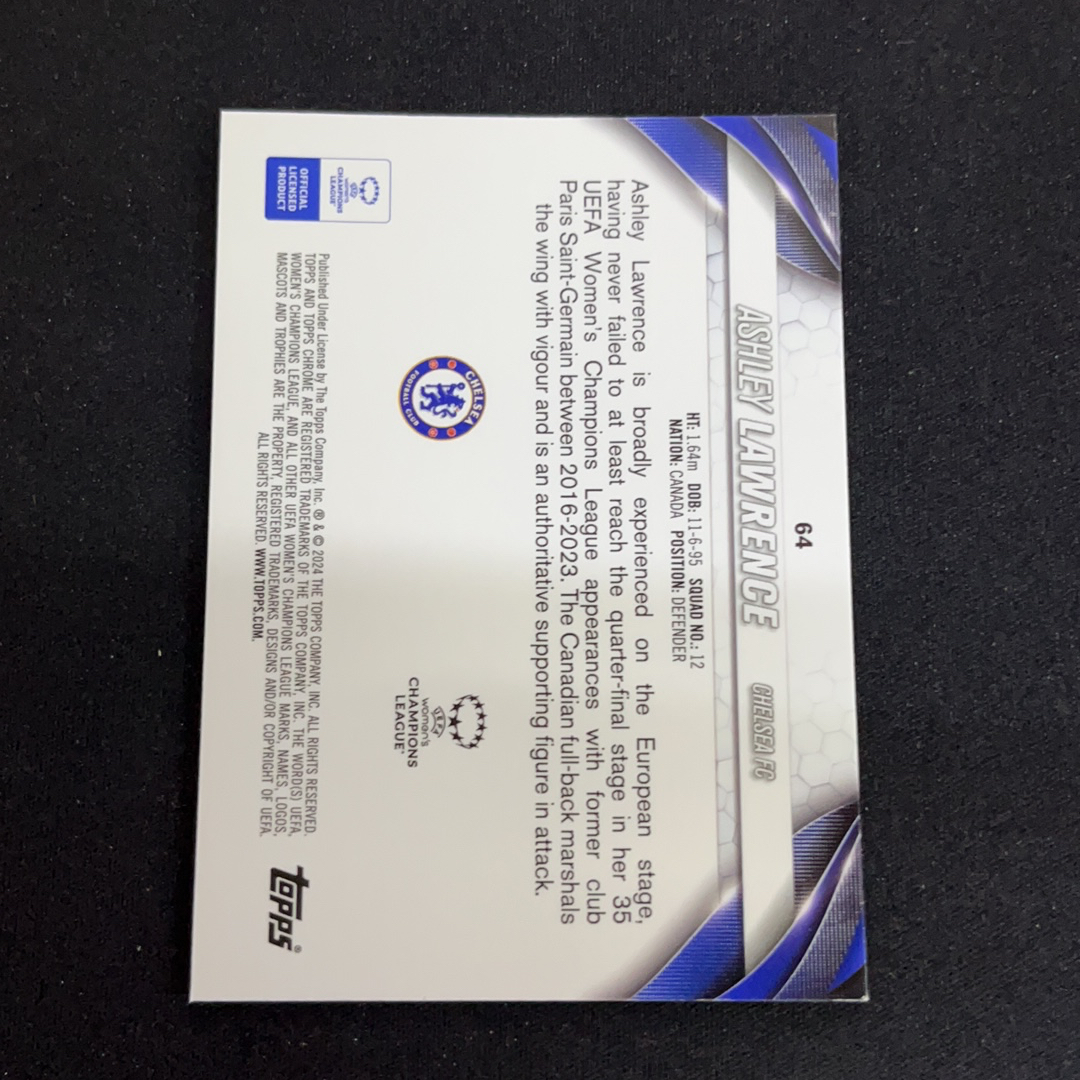 64
ASHLEY LAWRENCE CHELSEA FC
HT: 1.64m DOB: 11-6-95 SQUAD NO.: 12
NATION: CANADA POSITION: DEFENDER
Ashley Lawrence is broadly experienced on the European stage,
having never failed to at least reach the quarter-final stage in her 35
UEFA Women's Champions League appearances with former club
Paris Saint-Germain between 2016-2023. The Canadian full-back marshals
the wing with vigour and is an authoritative supporting figure in attack.
CHELSEA
FOOTBALL CLUB
UEFA
women's
CHAMPIONS
LEAGUE™
UEFA
women's
CHAMPIONS
LEAGUE™
OFFICIAL
LICENSED
PRODUCT
Published Under License by The Topps Company, Inc. ® & © 2024 THE TOPPS COMPANY, INC. ALL RIGHTS RESERVED.
TOPPS AND TOPPS CHROME ARE REGISTERED TRADEMARKS OF THE TOPPS COMPANY, INC. THE WORD(S) UEFA,
WOMEN'S CHAMPIONS LEAGUE, AND ALL OTHER UEFA WOMEN'S CHAMPIONS LEAGUE MARKS, NAMES, LOGOS,
MASCOTS AND TROPHIES ARE THE PROPERTY, REGISTERED TRADEMARKS, DESIGNS AND/OR COPYRIGHT OF UEFA.
ALL RIGHTS RESERVED. WWW.TOPPS.COM.
topps®